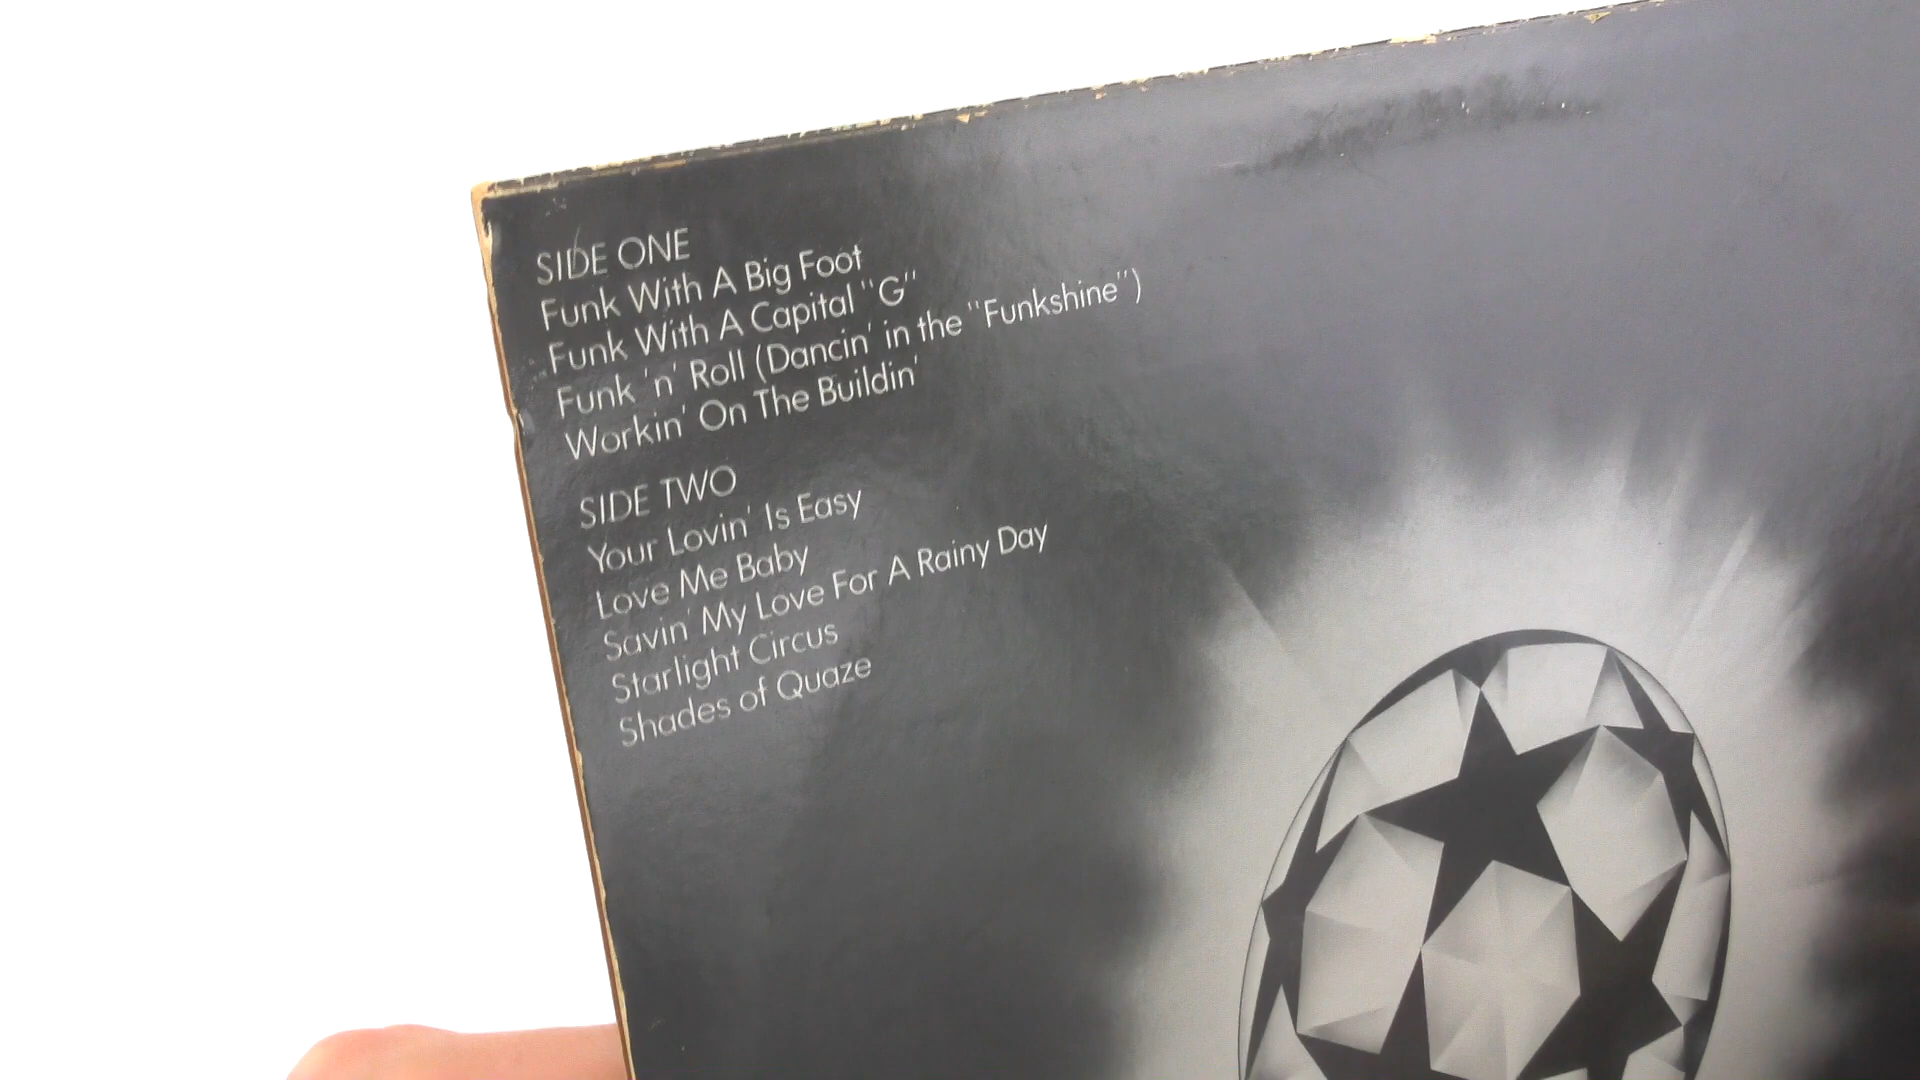 SIDE ONE
Funk With A Big Foot
Funk With A Capital "G"
Funk 'n' Roll (Dancin' in the "Funkshine")
Workin' On The Buildin'
SIDE TWO
Your Lovin' Is Easy
Love Me Baby
Savin' My Love For A Rainy Day
Starlight Circus
Shades of Quaze